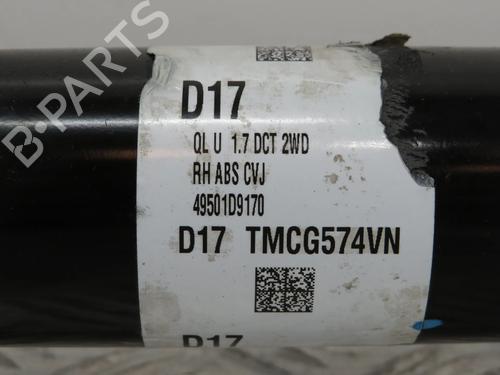 B-PARTS
D17
QL U 1.7 DCT 2WD
RH ABS CVJ
49501D9170
D17 TMCG574VN
D17